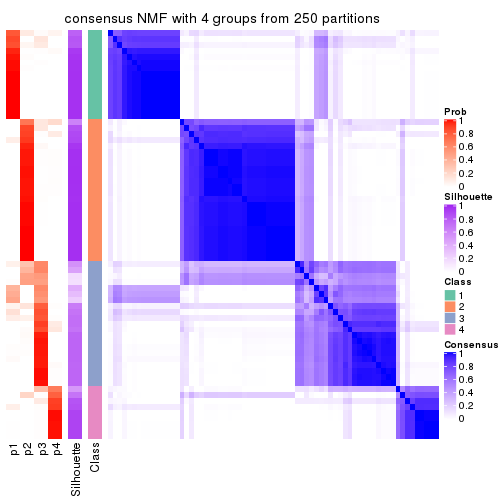 consensus NMF with 4 groups from 250 partitions
Prob
1
0.8
0.6
0.4
0.2
0
Silhouette
1
0.8
0.6
0.4
0.2
0
Class
1
2
3
4
Consensus
1
0.8
0.6
0.4
0.2
0
p1
p2
p3
p4
Silhouette
Class